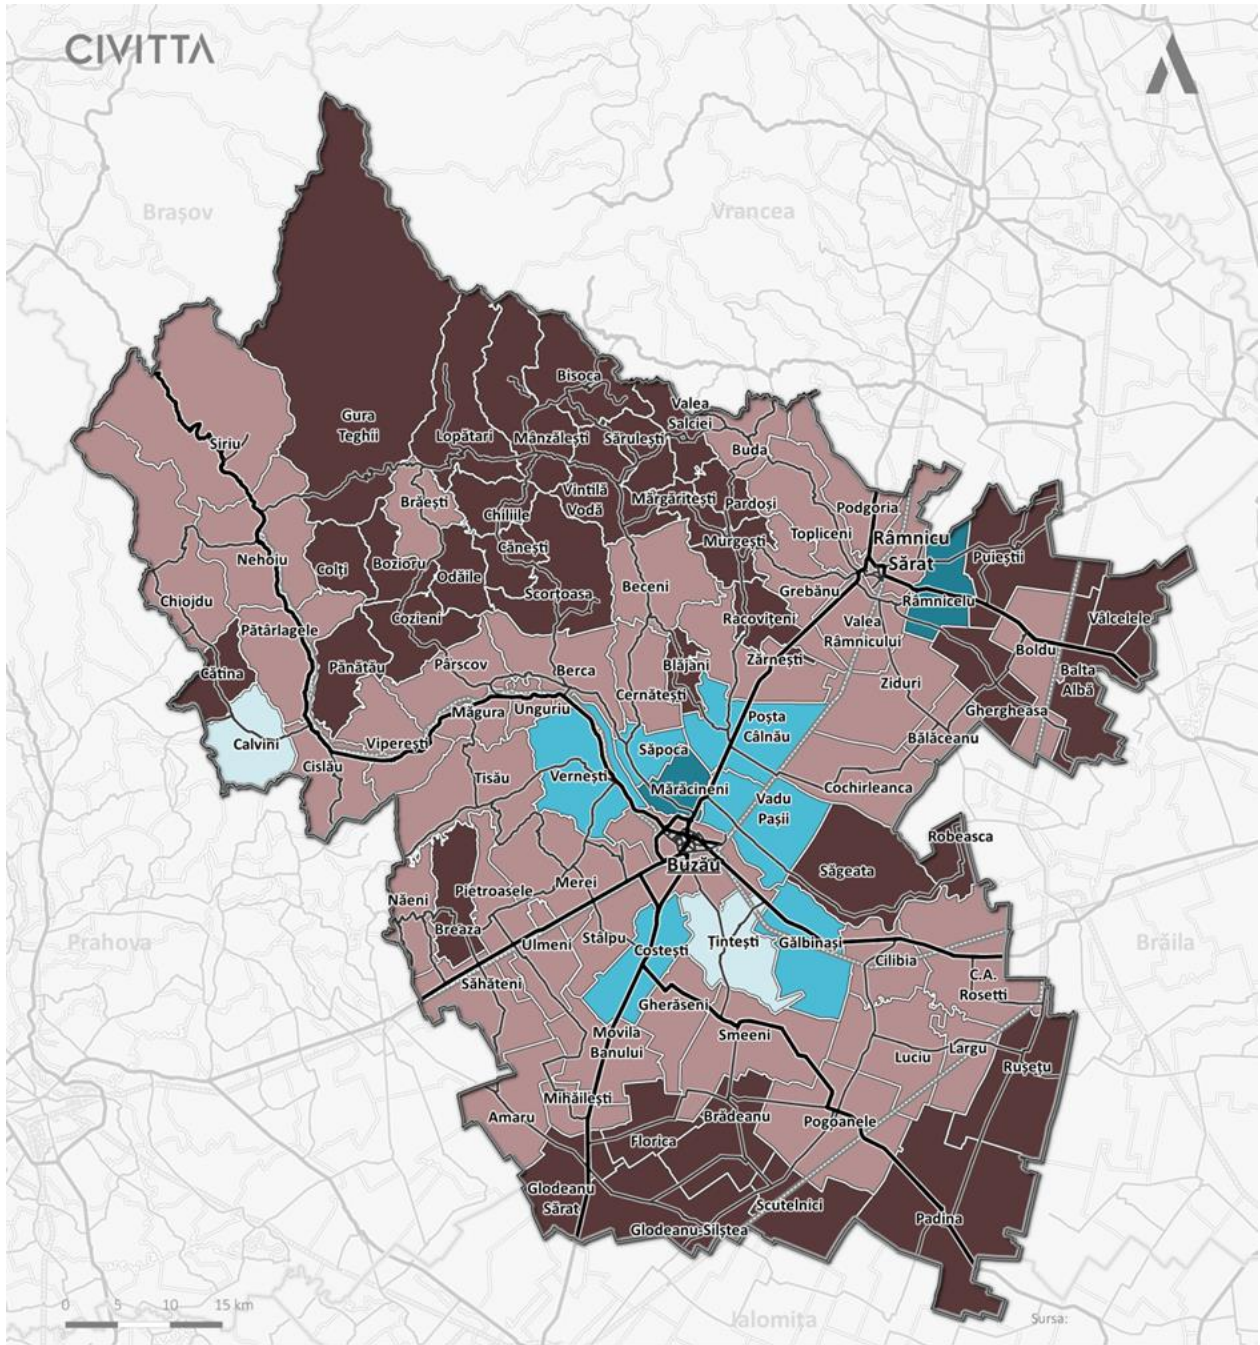 CIVITTA
Brașov
Vrancea
Bisoca
Valea
Salciei
Gura
Teghii
Lopătari
Mânzălești
Sărulești
Siriu
Buda
Brăești
Vintilă
Vodă
Mărgăritești
Pardoși
Podgoria
Chiliile
Râmnicu
Sărat
Topliceni
Murgești
Puieștii
Nehoiu
Colți
Bozioru
Cănești
Odăile
Beceni
Grebănu
Râmnicelu
Chiojdu
Scorțoasa
Cozieni
Racovițeni
Valea
Râmnicului
Vâlcelele
Pătârlagele
Boldu
Cătina
Pănătău
Pârscov
Berca
Blăjani
Zărnești
Balta
Albă
Ziduri
Cernătești
Unguriu
Măgura
Ghergheasa
Poșta
Câlnău
Calvini
Viperești
Săpoca
Bălăceanu
Cislău
Tisău
Vernești
Mărăcineni
Cochirleanca
Vadu
Pașii
Robeasca
Buzău
Săgeata
Merei
Pietroasele
Năeni
Breaza
Prahova
Ulmeni
Stâlpu
Costești
Țintești
Gălbinași
Brăila
Cilibia
C.A.
Rosetti
Săhăteni
Gherăseni
Movila
Banului
Smeeni
Luciu
Largu
Rușețu
Mihăilești
Amaru
Brădeanu
Pogoanele
Florica
Glodeanu
Sărat
Scutelnici
Glodeanu-Siliștea
Padina
0 5 10 15 km
Ialomița
Sursa: